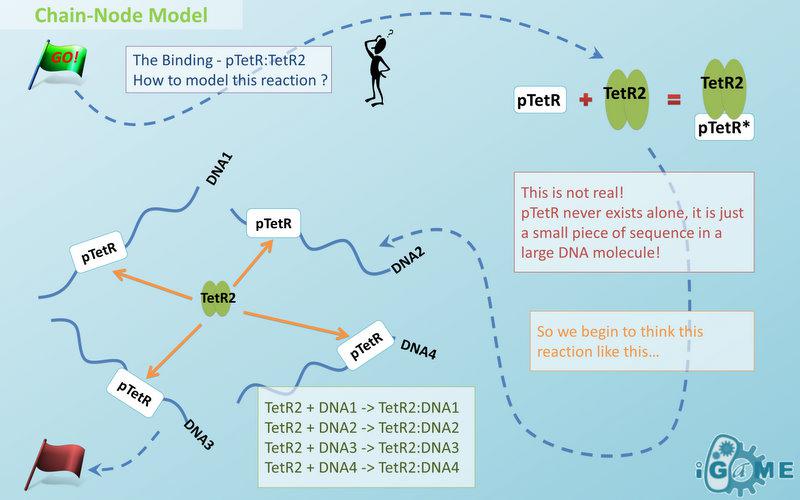 Chain-Node Model
GO!
The Binding - pTetR:TetR2
How to model this reaction ?
?
pTetR + TetR2 = TetR2
pTetR*
This is not real!
pTetR never exists alone, it is just
a small piece of sequence in a
large DNA molecule!
So we begin to think this
reaction like this…
DNA1
pTetR
pTetR
DNA2
TetR2
pTetR
DNA3
pTetR
DNA4
TetR2 + DNA1 -> TetR2:DNA1
TetR2 + DNA2 -> TetR2:DNA2
TetR2 + DNA3 -> TetR2:DNA3
TetR2 + DNA4 -> TetR2:DNA4
iGaME